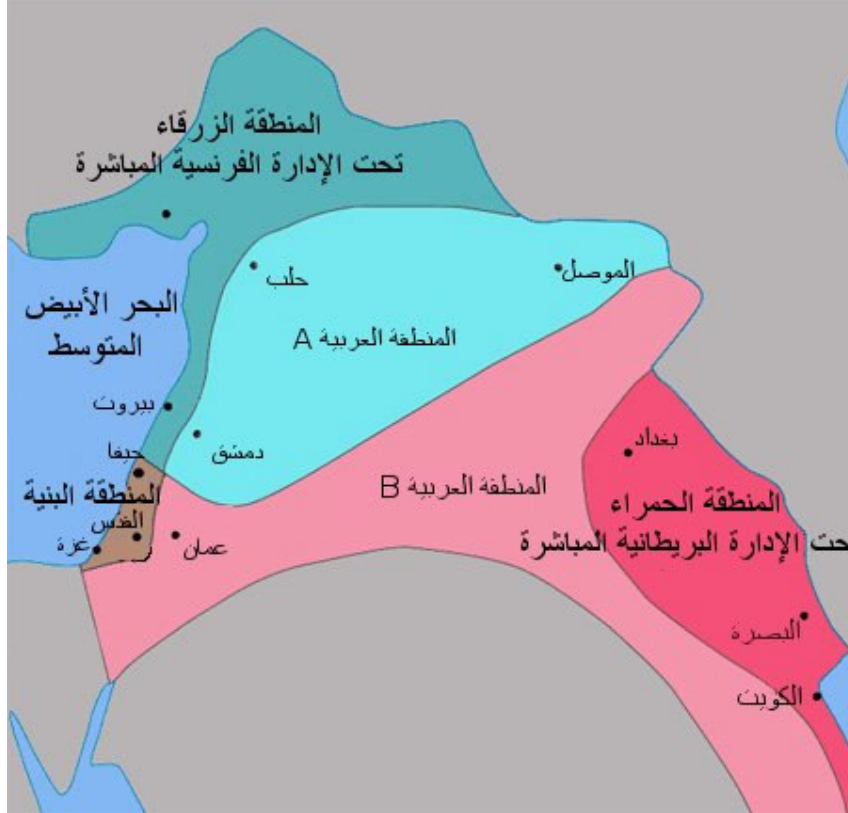 المنطقة الزرقاء
تحت الإدارة الفرنسية المباشرة
حلب
الموصل
البحر الأبيض
المتوسط
المنطقة العربية A
بيروت
دمشق
بغداد
حيفا
المنطقة العربية B
المنطقة البنية
المنطقة الحمراء
القدس
عمان
غزة
حت الإدارة البريطانية المباشرة
البصرة
الكويت